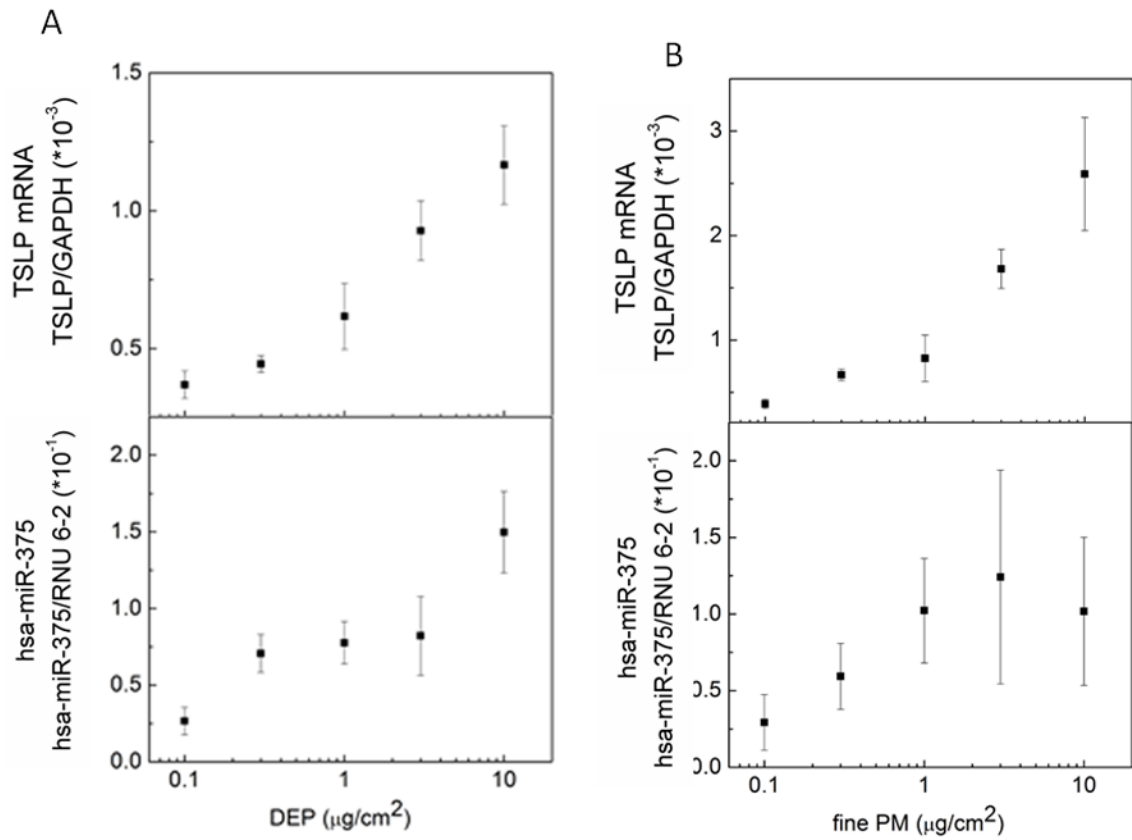 A
B
TSLP mRNA
TSLP/GAPDH (*10⁻³)
1.5
1.0
0.5
TSLP mRNA
TSLP/GAPDH (*10⁻³)
3
2
1
hsa-miR-375
hsa-miR-375/RNU 6-2 (*10⁻¹)
2.0
1.5
1.0
0.5
0.0
0.1
1
10
DEP (μg/cm²)
hsa-miR-375
hsa-miR-375/RNU 6-2 (*10⁻¹)
2.0
1.5
1.0
0.5
0.0
0.1
1
10
fine PM (μg/cm²)